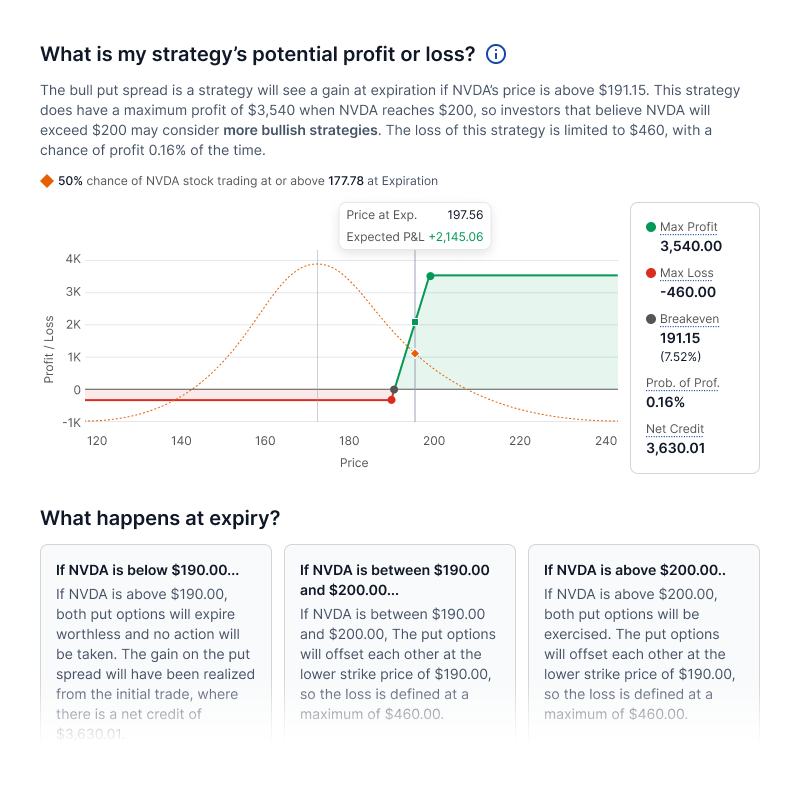 What is my strategy’s potential profit or loss?
The bull put spread is a strategy will see a gain at expiration if NVDA’s price is above $191.15. This strategy
does have a maximum profit of $3,540 when NVDA reaches $200, so investors that believe NVDA will
exceed $200 may consider more bullish strategies. The loss of this strategy is limited to $460, with a
chance of profit 0.16% of the time.
50% chance of NVDA stock trading at or above 177.78 at Expiration
Price at Exp. 197.56
Expected P&L +2,145.06
Profit / Loss
4K
3K
2K
1K
0
-1K
120 140 160 180 200 220 240
Price
Max Profit
3,540.00
Max Loss
-460.00
Breakeven
191.15
(7.52%)
Prob. of Prof.
0.16%
Net Credit
3,630.01
What happens at expiry?
If NVDA is below $190.00...
If NVDA is above $190.00,
both put options will expire
worthless and no action will
be taken. The gain on the put
spread will have been realized
from the initial trade, where
there is a net credit of
$3,630.01.
If NVDA is between $190.00
and $200.00...
If NVDA is between $190.00
and $200.00, The put options
will offset each other at the
lower strike price of $190.00,
so the loss is defined at a
maximum of $460.00.
If NVDA is above $200.00..
If NVDA is above $200.00,
both put options will be
exercised. The put options
will offset each other at the
lower strike price of $190.00,
so the loss is defined at a
maximum of $460.00.